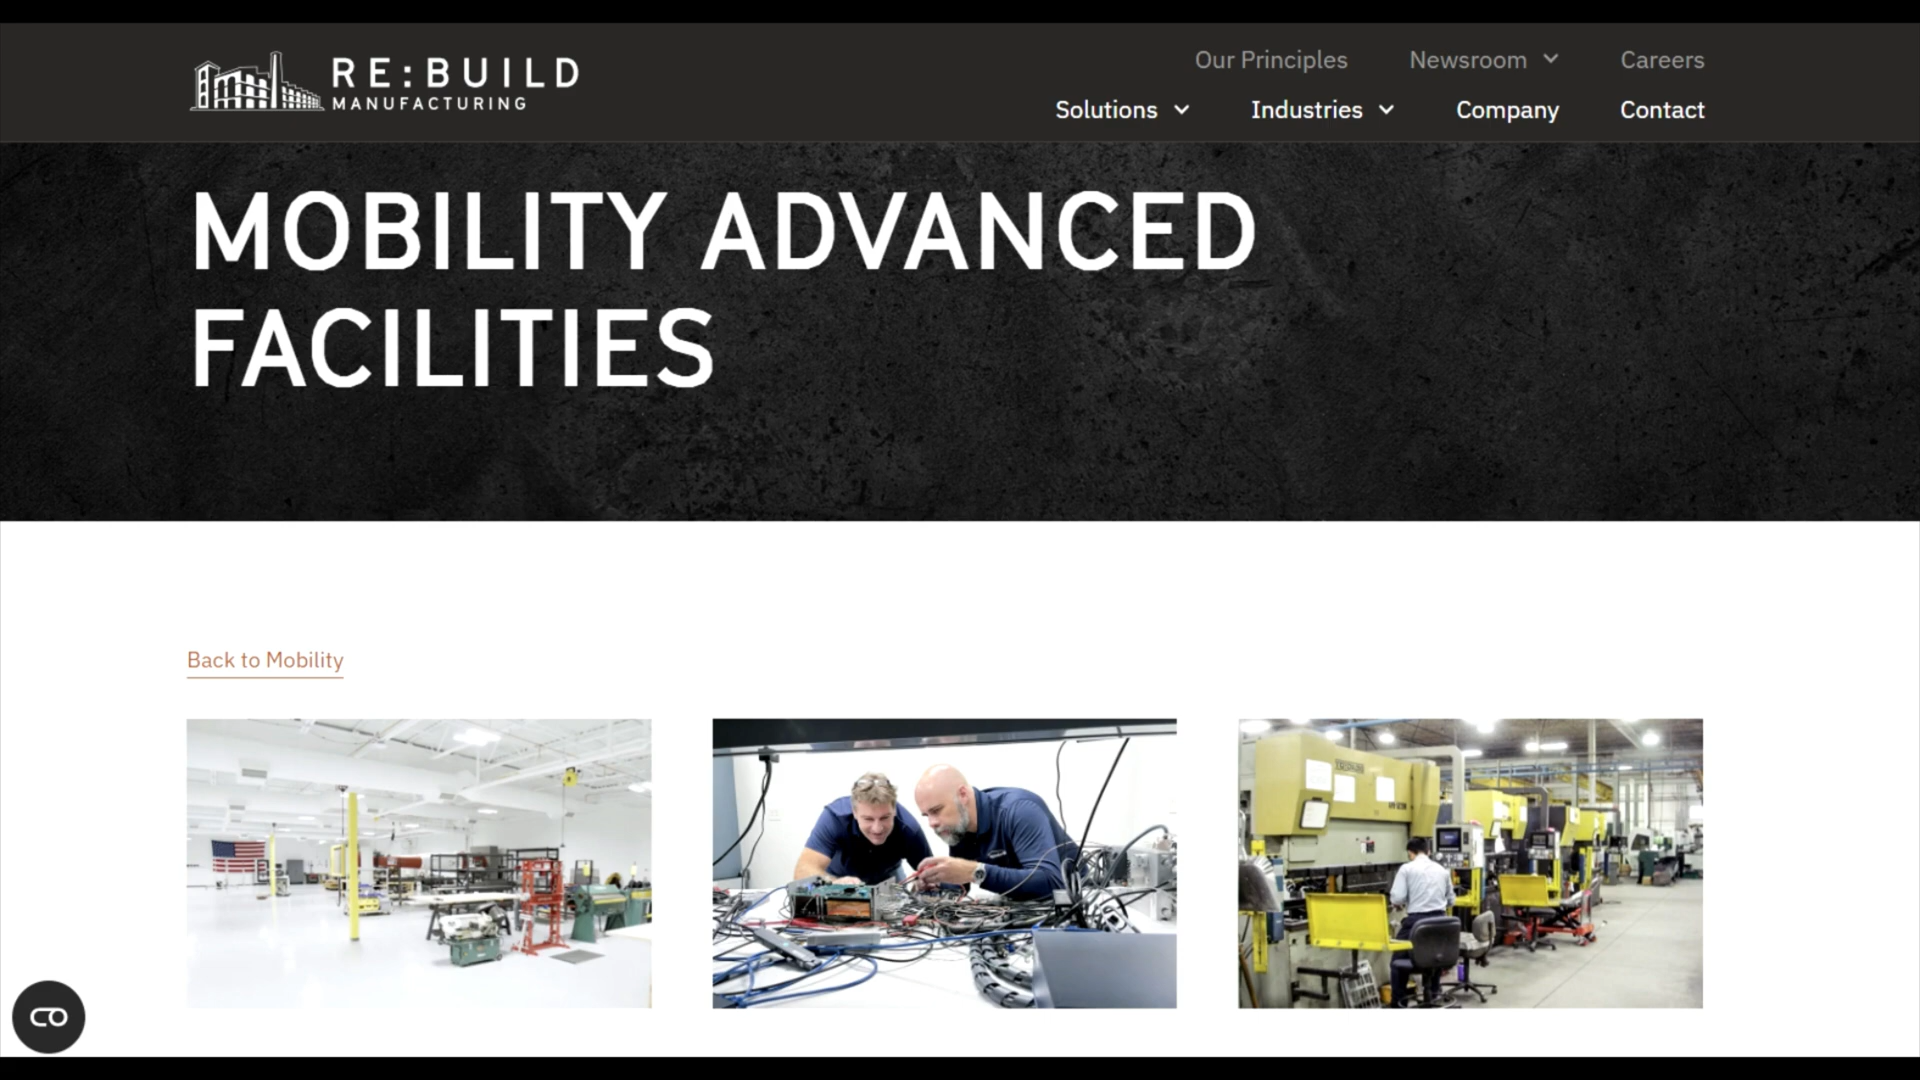 RE:BUILD
MANUFACTURING
Our Principles
Newsroom
Careers
Solutions
Industries
Company
Contact
MOBILITY ADVANCED
FACILITIES
Back to Mobility